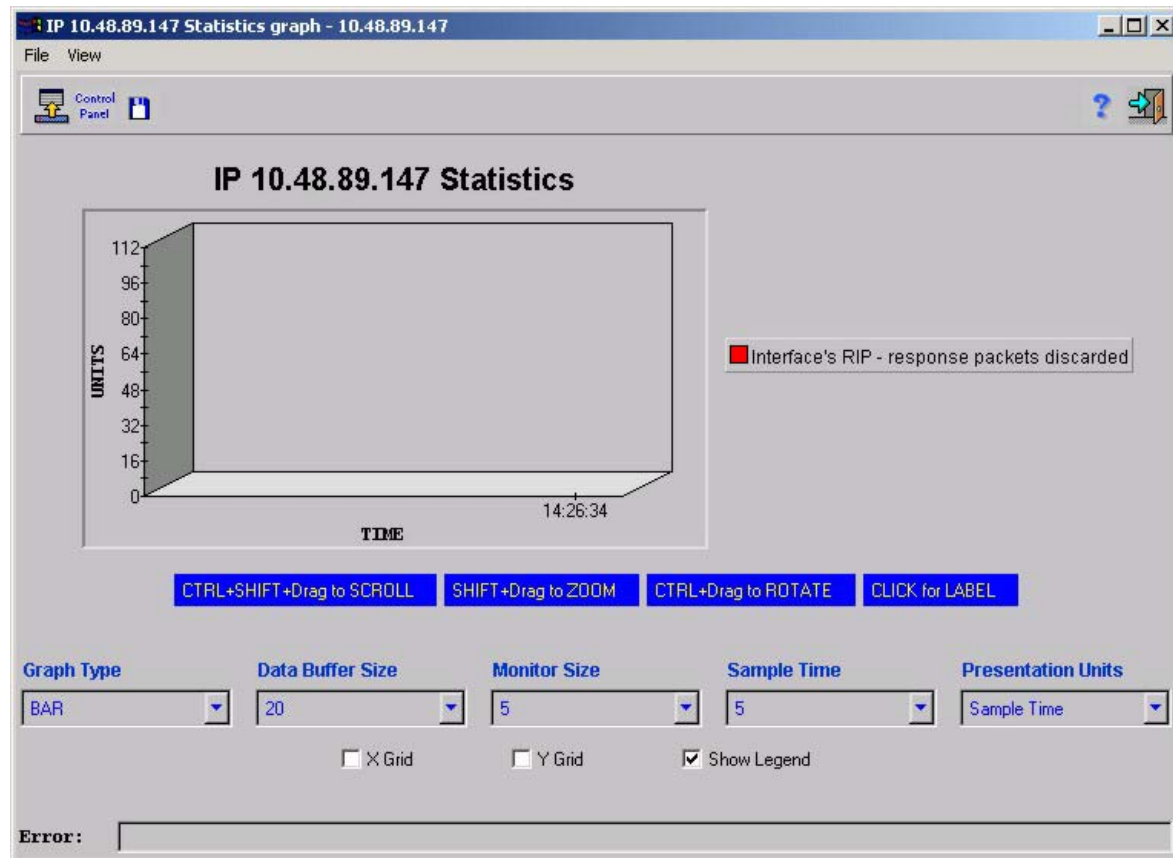 IP 10.48.89.147 Statistics graph - 10.48.89.147
File View
Control
Panel
?
IP 10.48.89.147 Statistics
112
96
80
64
48
32
16
0
UNITS
14:26:34
TIME
Interface's RIP - response packets discarded
CTRL+SHIFT+Drag to SCROLL SHIFT+Drag to ZOOM CTRL+Drag to ROTATE CLICK for LABEL
Graph Type Data Buffer Size Monitor Size Sample Time Presentation Units
BAR 20 5 5 Sample Time
X Grid Y Grid Show Legend
Error: